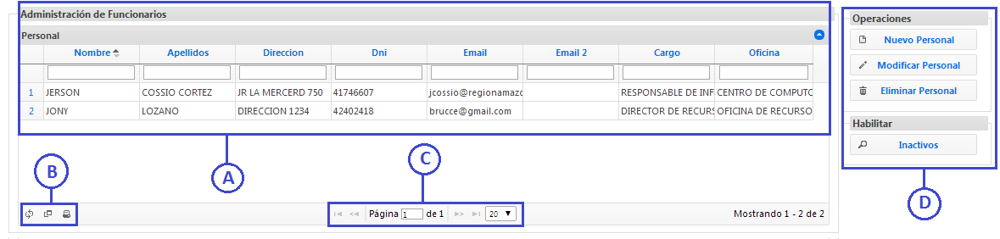 Administración de Funcionarios
Personal
Nombre Apellidos Direccion Dni Email Email 2 Cargo Oficina
1 JERSON COSSIO CORTEZ JR LA MERCERD 750 41746607 jcossio@regionamazo RESPONSABLE DE INF CENTRO DE COMPUTO
2 JONY LOZANO DIRECCION 1234 42402418 brucce@gmail.com DIRECTOR DE RECURS OFICINA DE RECURSO
A
B
C
Página 1 de 1 20
Mostrando 1 - 2 de 2
Operaciones
Nuevo Personal
Modificar Personal
Eliminar Personal
Habilitar
Inactivos
D